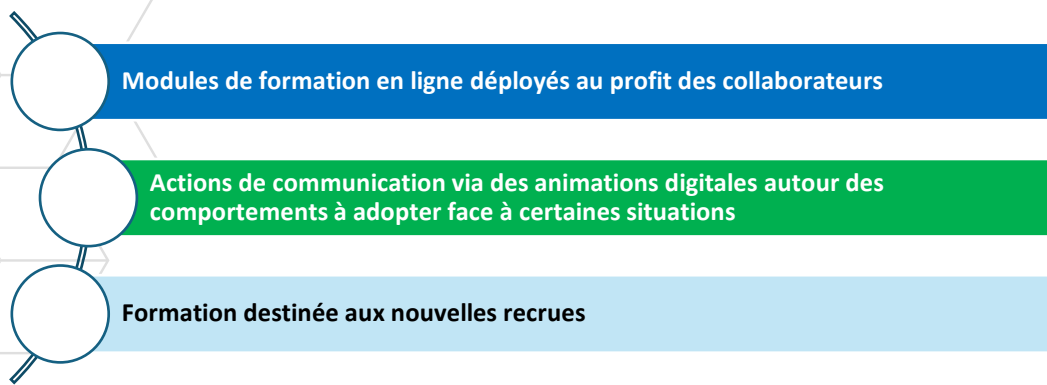 Modules de formation en ligne déployés au profit des collaborateurs
Actions de communication via des animations digitales autour des
comportements à adopter face à certaines situations
Formation destinée aux nouvelles recrues